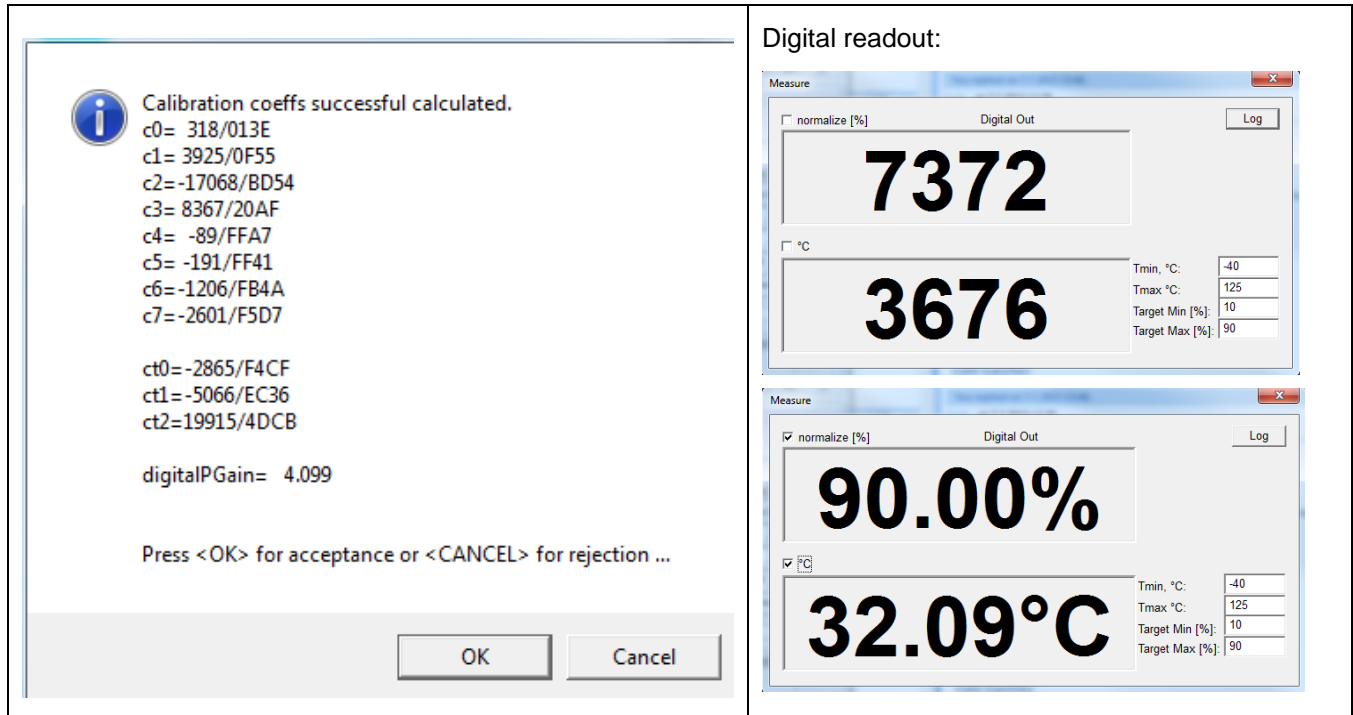 Calibration coeffs successful calculated.
c0= 318/013E
c1= 3925/0F55
c2=-17068/BD54
c3= 8367/20AF
c4= -89/FFA7
c5= -191/FF41
c6=-1206/FB4A
c7=-2601/F5D7
ct0=-2865/F4CF
ct1=-5066/EC36
ct2=19915/4DCB
digitalPGain= 4.099
Press <OK> for acceptance or <CANCEL> for rejection ...
OK Cancel
Digital readout:
Measure
normalize [%] Digital Out Log
7372
°C
3676
Tmin, °C: -40
Tmax °C: 125
Target Min [%]: 10
Target Max [%]: 90
Measure
normalize [%] Digital Out Log
90.00%
°C
32.09°C
Tmin, °C: -40
Tmax °C: 125
Target Min [%]: 10
Target Max [%]: 90